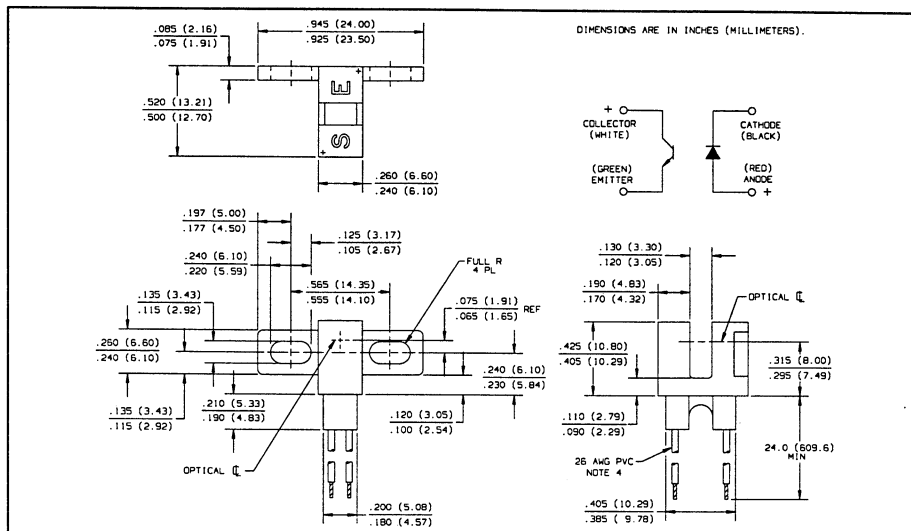 .945 (24.00)
.925 (23.50)
DIMENSIONS ARE IN INCHES (MILLIMETERS).
.085 (2.16)
.075 (1.91)
+
E
S
+
.520 (13.21)
.500 (12.70)
.260 (6.60)
.240 (6.10)
+
COLLECTOR
(WHITE)
CATHODE
(BLACK)
(GREEN)
EMITTER
(RED)
ANODE
+
.197 (5.00)
.177 (4.50)
.125 (3.17)
.105 (2.67)
.240 (6.10)
.220 (5.59)
.565 (14.35)
.555 (14.10)
FULL R
4 PL
.135 (3.43)
.115 (2.92)
.075 (1.91)
.065 (1.65)
REF
.260 (6.60)
.240 (6.10)
.240 (6.10)
.230 (5.84)
.135 (3.43)
.115 (2.92)
.210 (5.33)
.190 (4.83)
.120 (3.05)
.100 (2.54)
OPTICAL ℄
.200 (5.08)
.180 (4.57)
.130 (3.30)
.120 (3.05)
.190 (4.83)
.170 (4.32)
OPTICAL ℄
.425 (10.80)
.405 (10.29)
.315 (8.00)
.295 (7.49)
.110 (2.79)
.090 (2.29)
26 AWG PVC
NOTE 4
24.0 (609.6)
MIN
.405 (10.29)
.385 ( 9.78)